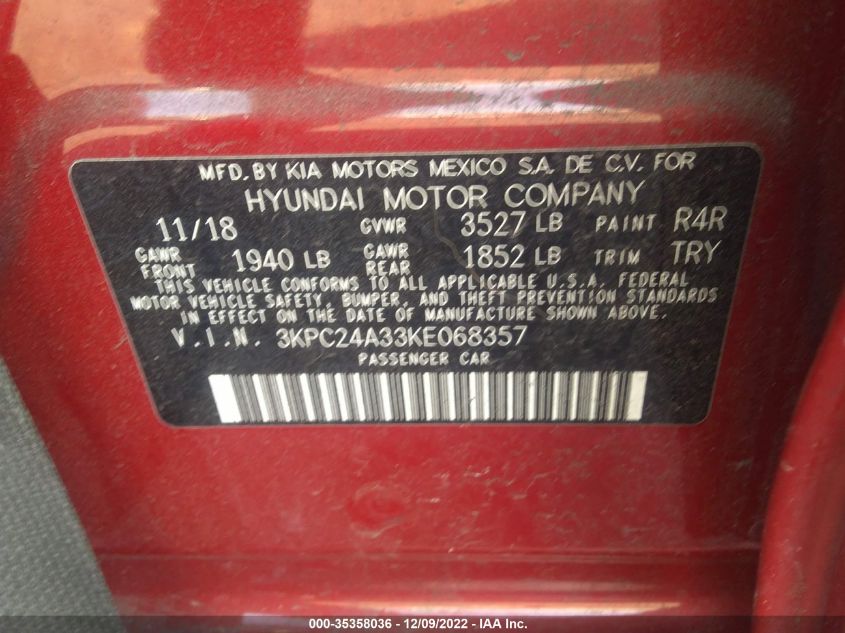 MFD. BY KIA MOTORS MEXICO S.A. DE C.V. FOR
HYUNDAI MOTOR COMPANY
11/18 GVWR 3527 LB PAINT R4R
GAWR FRONT 1940 LB GAWR REAR 1852 LB TRIM TRY
THIS VEHICLE CONFORMS TO ALL APPLICABLE U.S.A. FEDERAL
MOTOR VEHICLE SAFETY, BUMPER, AND THEFT PREVENTION STANDARDS
IN EFFECT ON THE DATE OF MANUFACTURE SHOWN ABOVE.
V.I.N. 3KPC24A33KE068357
PASSENGER CAR
000-35358036 - 12/09/2022 - IAA Inc.